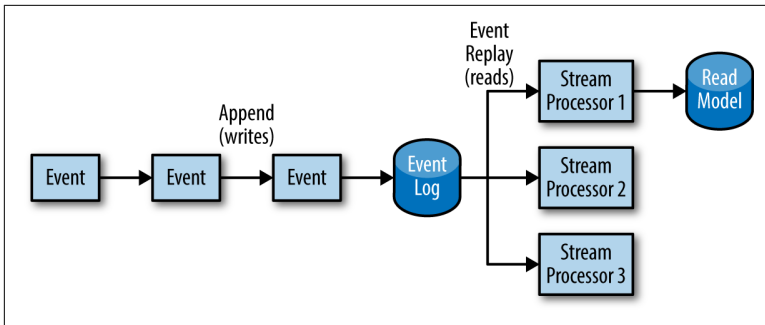 Event
Replay
(reads)
Stream
Processor 1
Read
Model
Append
(writes)
Event
Event
Event
Event
Log
Stream
Processor 2
Stream
Processor 3